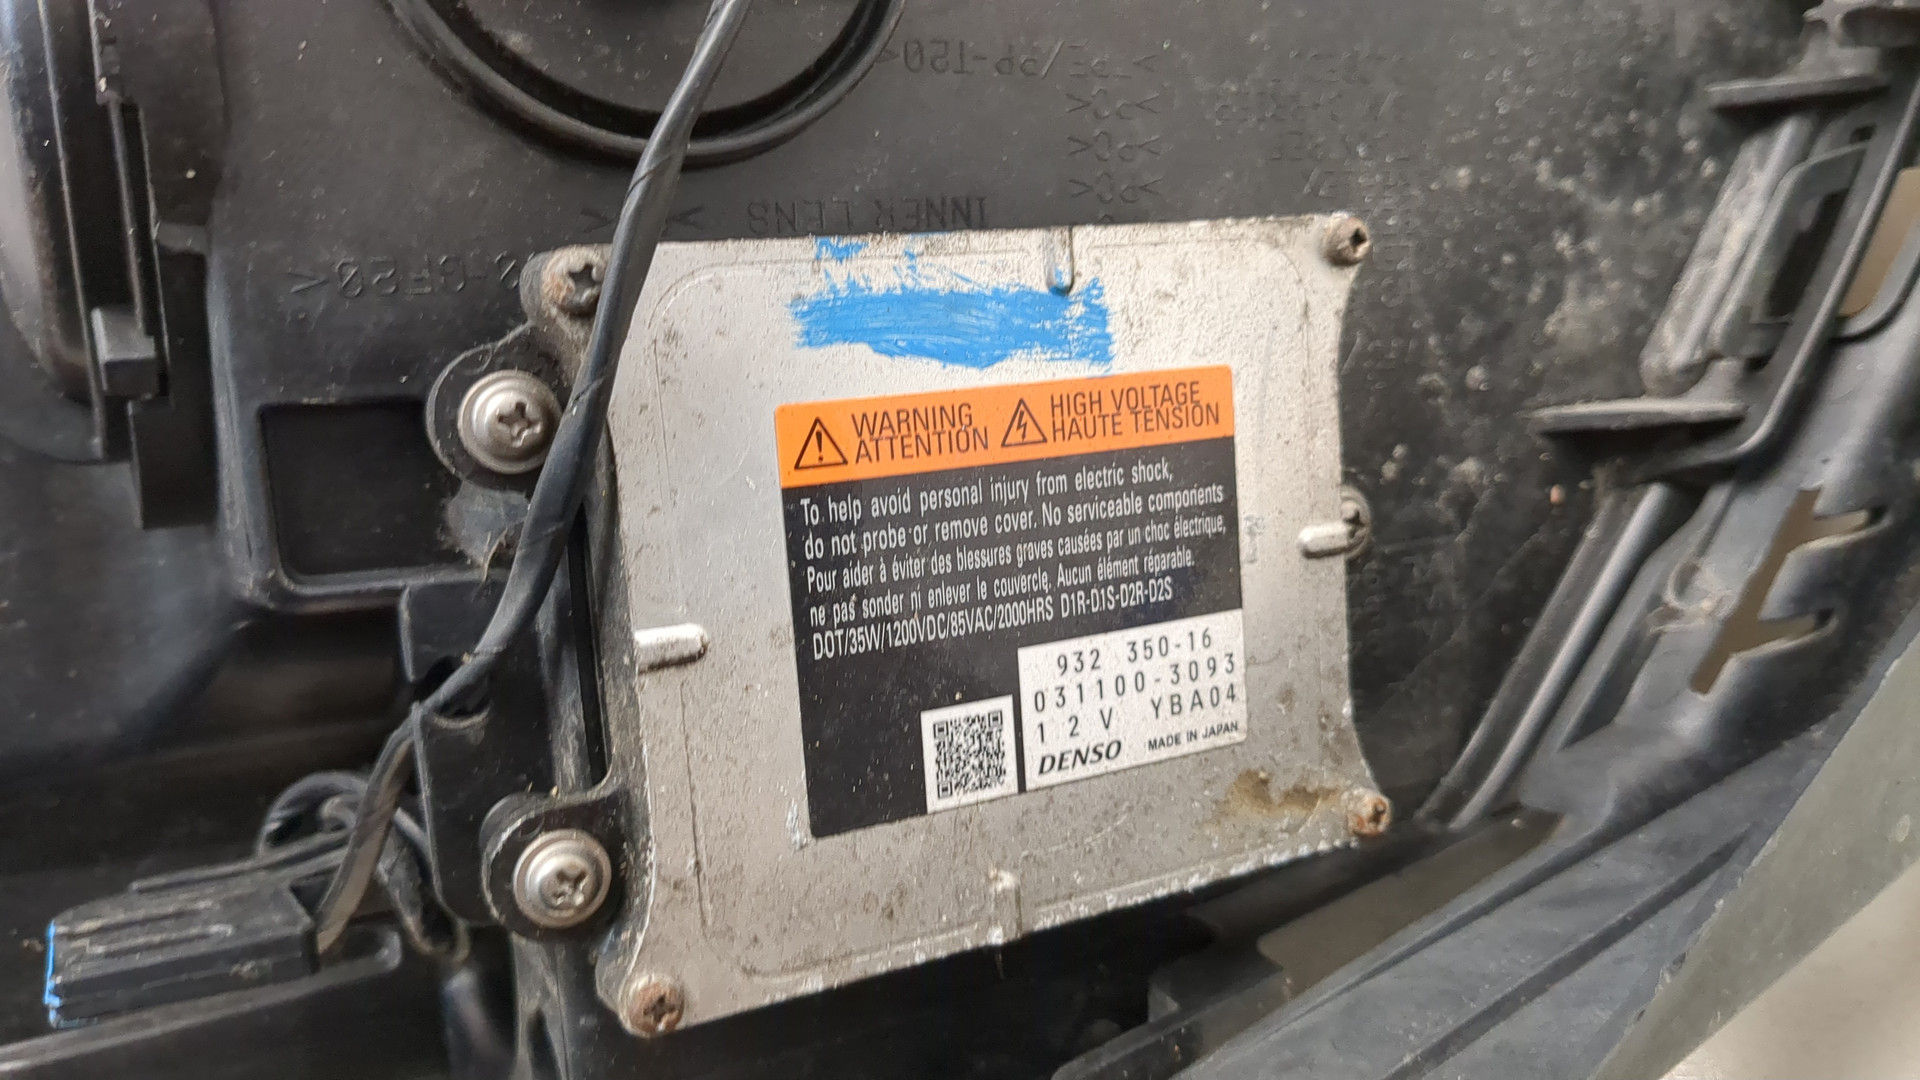 INNER LENS
WARNING
ATTENTION
HIGH VOLTAGE
HAUTE TENSION
To help avoid personal injury from electric shock,
do not probe or remove cover. No serviceable components
Pour aider à éviter des blessures graves causées par un choc électrique,
ne pas sonder ni enlever le couvercle. Aucun élément réparable.
DOT/35W/1200VDC/85VAC/2000HRS D1R-D1S-D2R-D2S
932 350-16
031100-3093
12V YBA04
DENSO MADE IN JAPAN